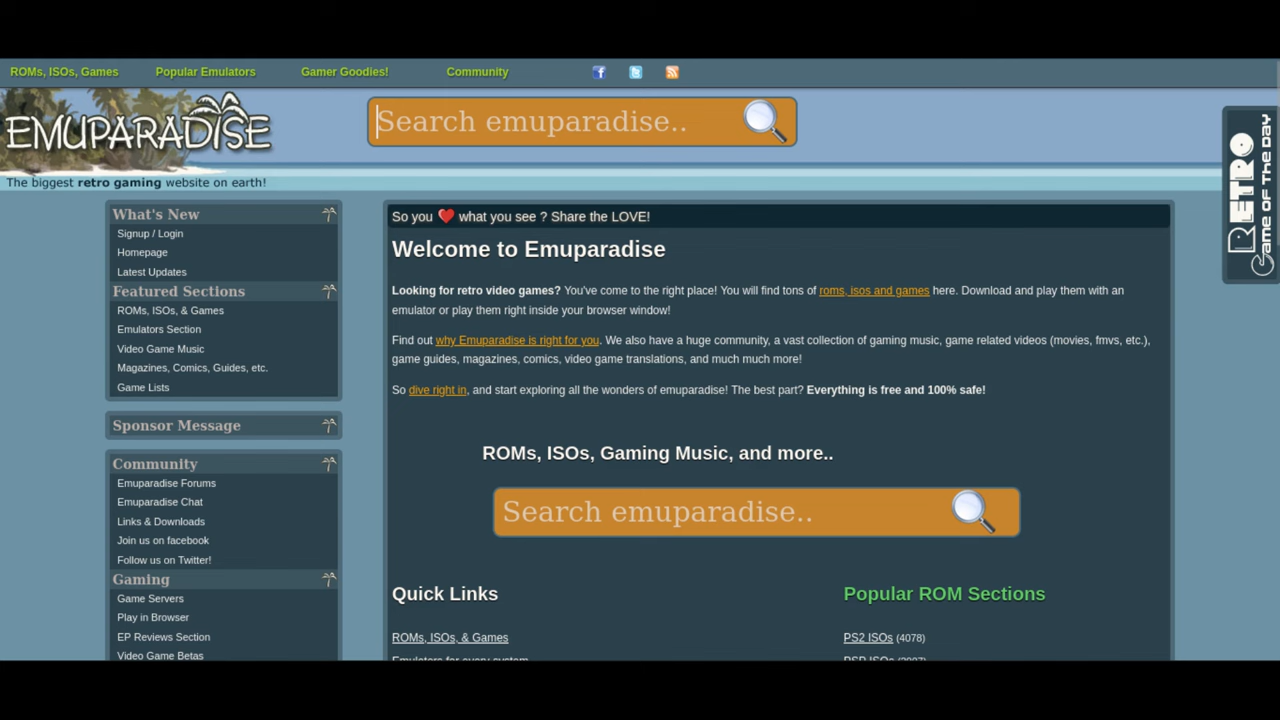 ROMs, ISOs, Games Popular Emulators Gamer Goodies! Community
EMUPARADISE
Search emuparadise..
The biggest retro gaming website on earth!
RETRO
Game OF THE DAY
What's New
Signup / Login
Homepage
Latest Updates
Featured Sections
ROMs, ISOs, & Games
Emulators Section
Video Game Music
Magazines, Comics, Guides, etc.
Game Lists
Sponsor Message
Community
Emuparadise Forums
Emuparadise Chat
Links & Downloads
Join us on facebook
Follow us on Twitter!
Gaming
Game Servers
Play in Browser
EP Reviews Section
Video Game Betas
So you ❤ what you see ? Share the LOVE!
Welcome to Emuparadise
Looking for retro video games? You've come to the right place! You will find tons of roms, isos and games here. Download and play them with an
emulator or play them right inside your browser window!
Find out why Emuparadise is right for you. We also have a huge community, a vast collection of gaming music, game related videos (movies, fmvs, etc.),
game guides, magazines, comics, video game translations, and much much more!
So dive right in, and start exploring all the wonders of emuparadise! The best part? Everything is free and 100% safe!
ROMs, ISOs, Gaming Music, and more..
Search emuparadise..
Quick Links
ROMs, ISOs, & Games
Emulators for every system
Popular ROM Sections
PS2 ISOs (4078)
PSP ISOs